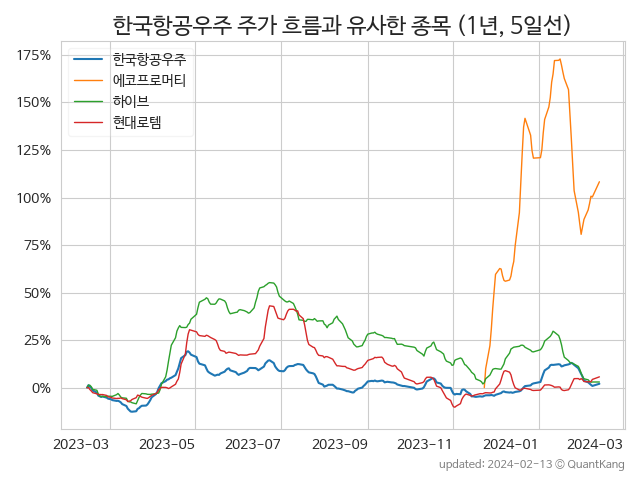 한국항공우주 주가 흐름과 유사한 종목 (1년, 5일선)
175%
150%
125%
100%
75%
50%
25%
0%
한국항공우주
에코프로머티
하이브
현대로템
2023-03 2023-05 2023-07 2023-09 2023-11 2024-01 2024-03
updated: 2024-02-13 © QuantKang